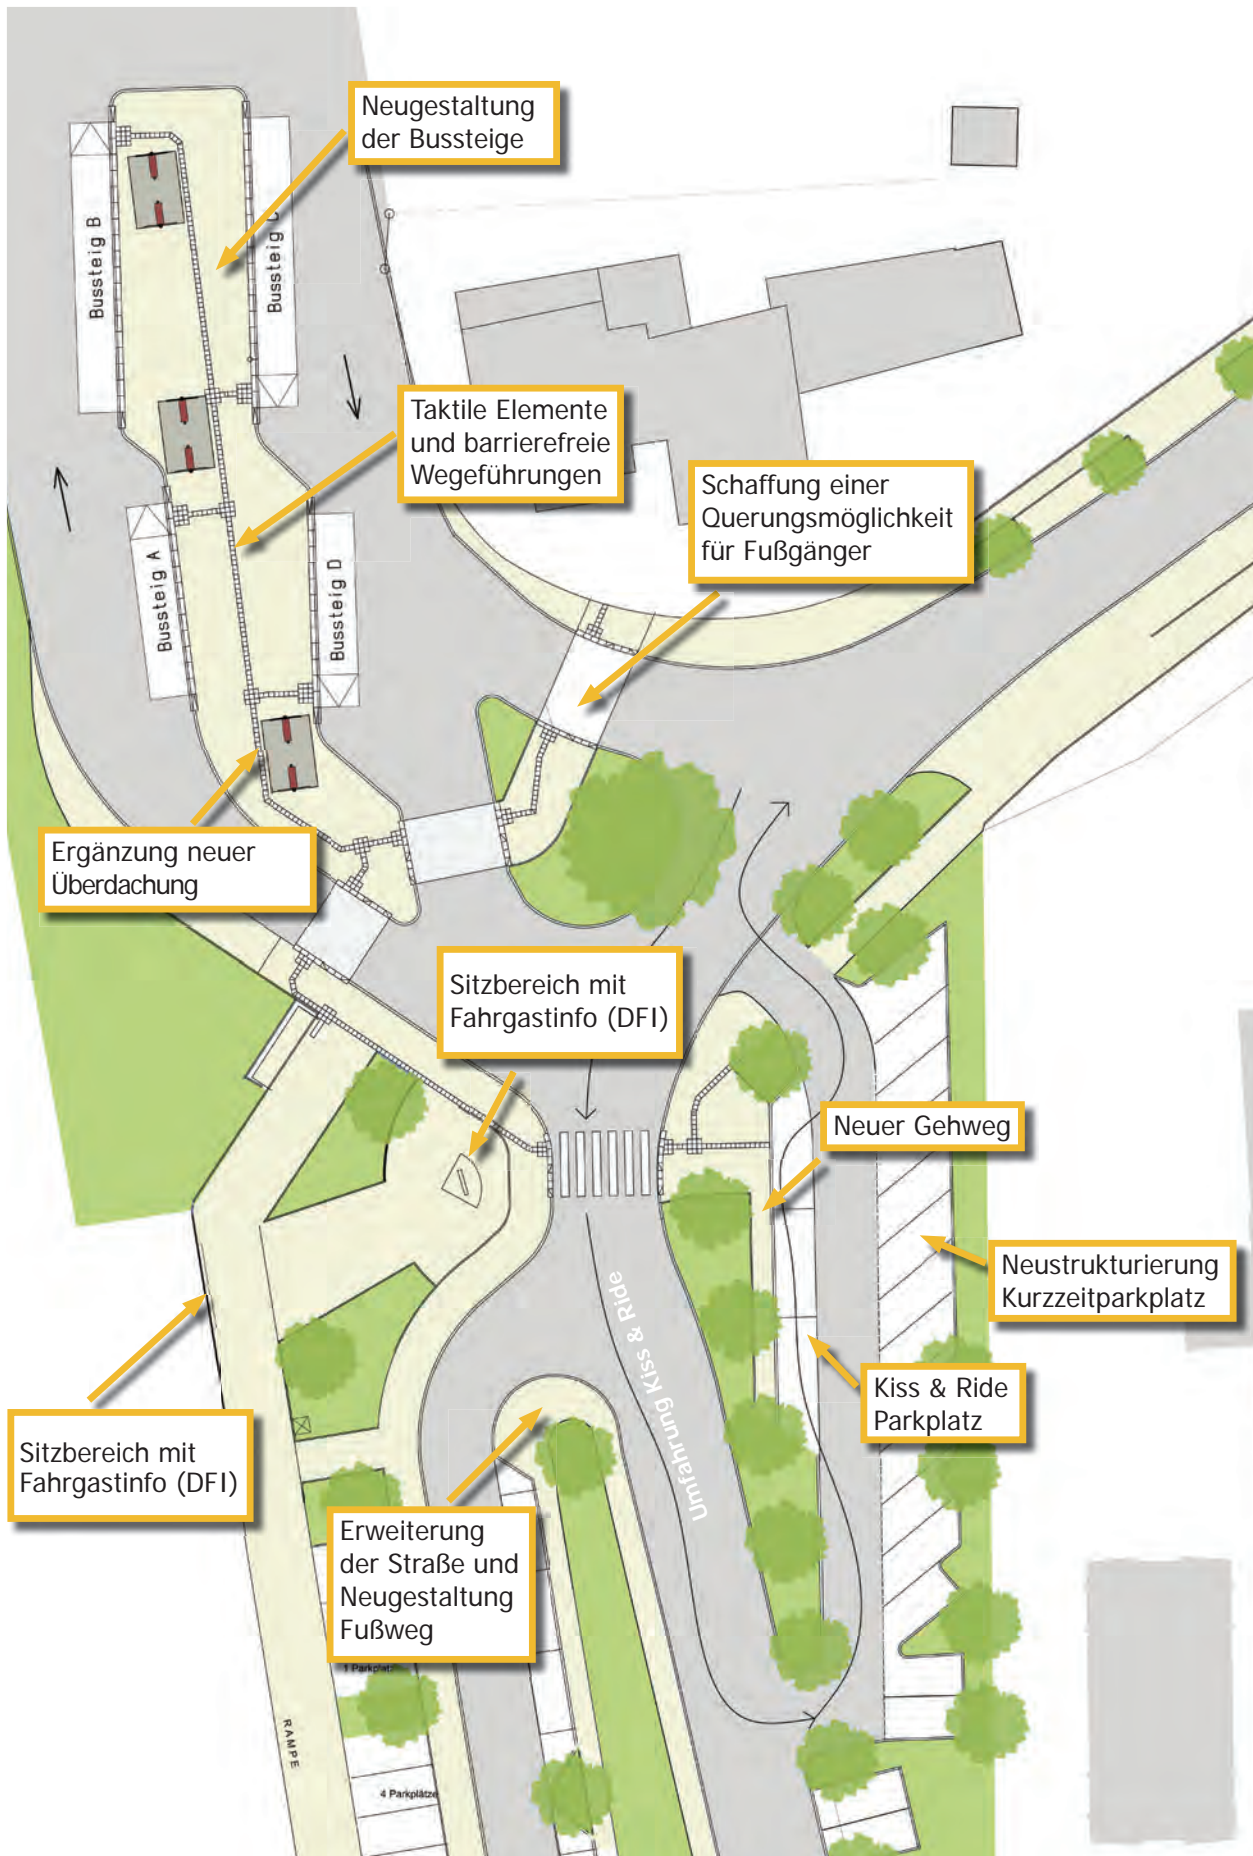 Neugestaltung
der Bussteige
Bussteig B
Bussteig C
Taktile Elemente
und barrierefreie
Wegeführungen
Schaffung einer
Querungsmöglichkeit
für Fußgänger
Bussteig A
Bussteig D
Ergänzung neuer
Überdachung
Sitzbereich mit
Fahrgastinfo (DFI)
Neuer Gehweg
Neustrukturierung
Kurzzeitparkplatz
Umfahrung Kiss & Ride
Kiss & Ride
Parkplatz
Sitzbereich mit
Fahrgastinfo (DFI)
Erweiterung
der Straße und
Neugestaltung
Fußweg
1 Parkplatz
RAMPE
4 Parkplätze